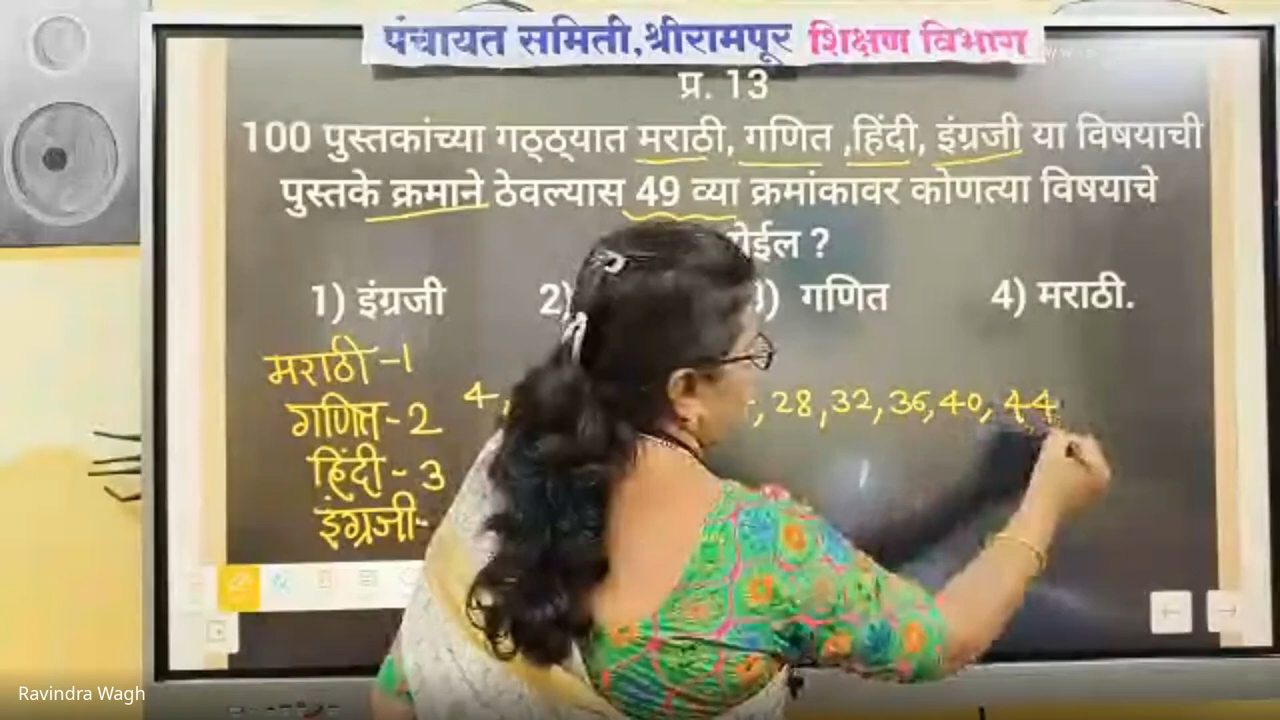 पंचायत समिती,श्रीरामपूर शिक्षण विभाग
प्र. 13
100 पुस्तकांच्या गठ्ठ्यात मराठी, गणित ,हिंदी, इंग्रजी या विषयाची
पुस्तके क्रमाने ठेवल्यास 49 व्या क्रमांकावर कोणत्या विषयाचे
येईल ?
1) इंग्रजी 2) गणित 4) मराठी.
मराठी -1
गणित - 2 4, , 28, 32, 36, 40, 44
हिंदी - 3
इंग्रजी-
Ravindra Wagh